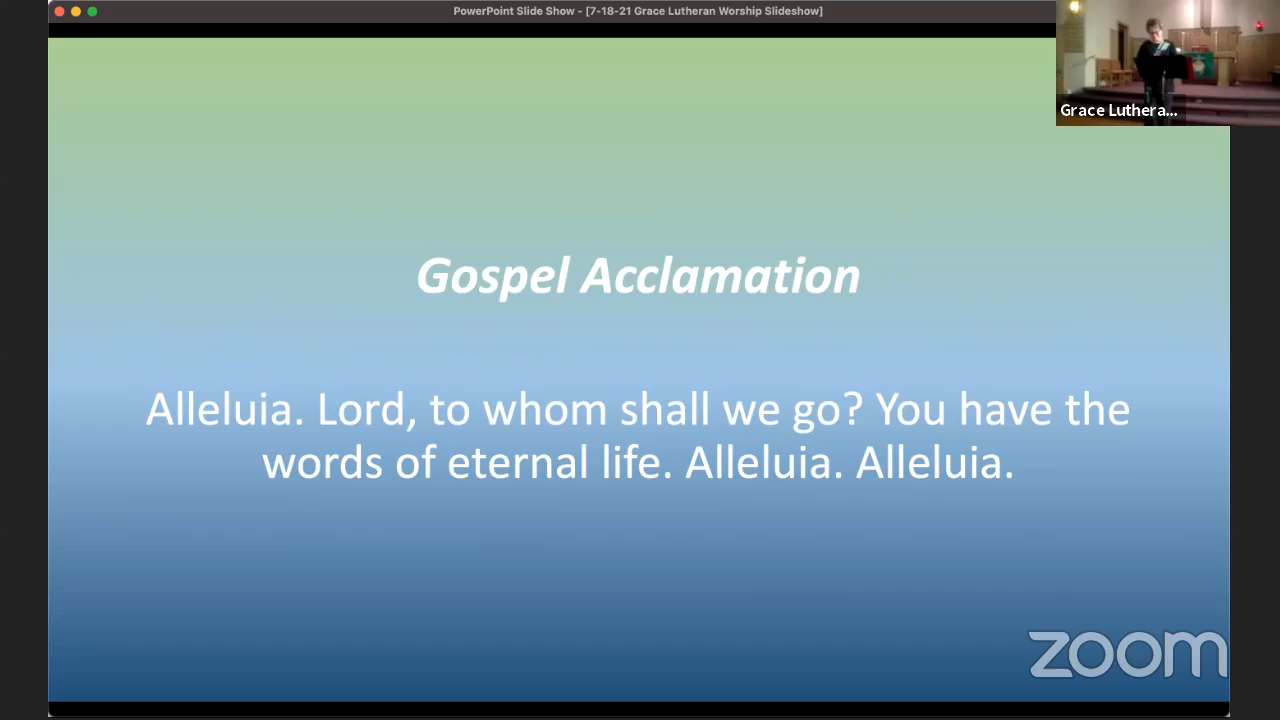 PowerPoint Slide Show - [7-18-21 Grace Lutheran Worship Slideshow]
Grace Luthera...
Gospel Acclamation
Alleluia. Lord, to whom shall we go? You have the
words of eternal life. Alleluia. Alleluia.
zoom